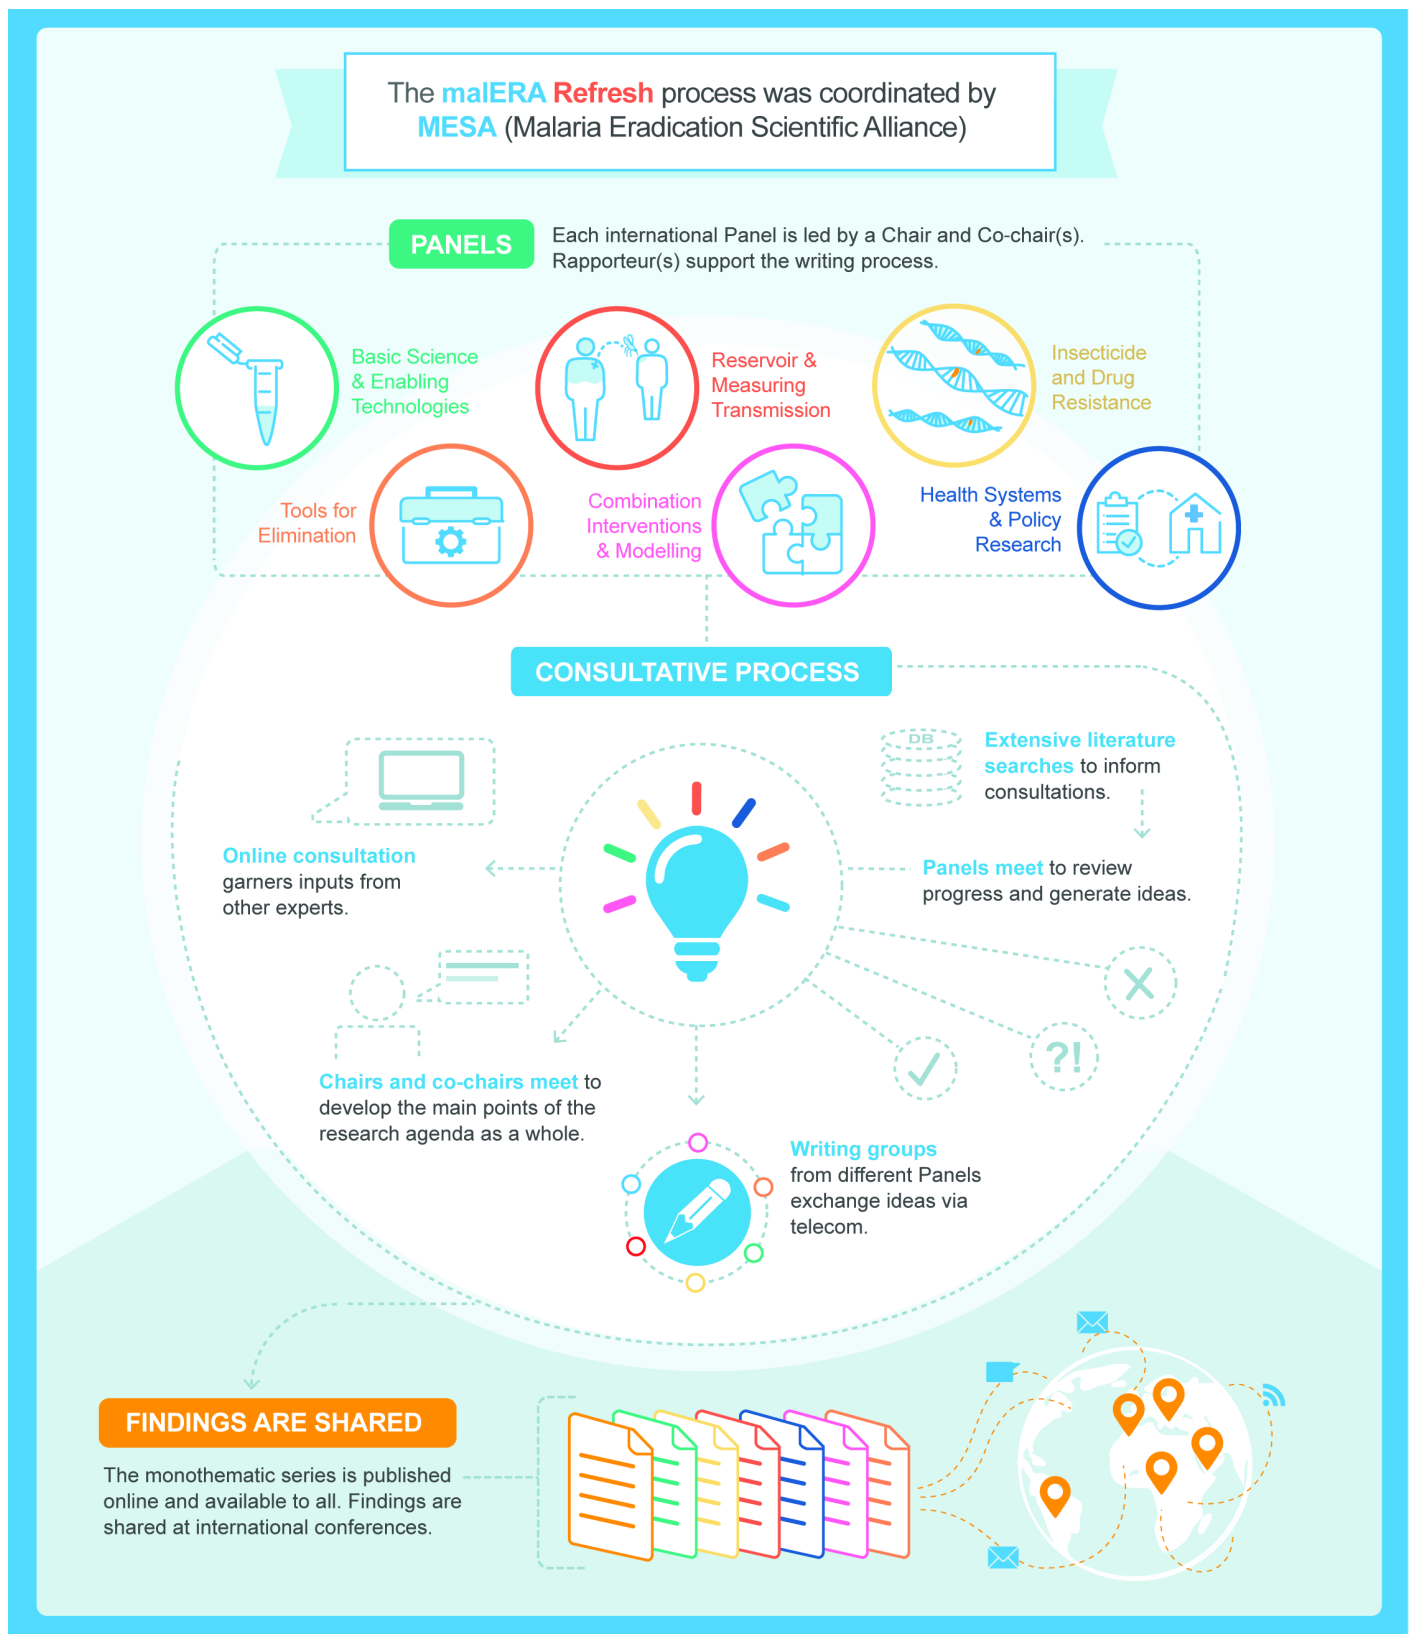 The malERA Refresh process was coordinated by
MESA (Malaria Eradication Scientific Alliance)
PANELS
Each international Panel is led by a Chair and Co-chair(s).
Rapporteur(s) support the writing process.
Basic Science
& Enabling
Technologies
Reservoir &
Measuring
Transmission
Insecticide
and Drug
Resistance
Tools for
Elimination
Combination
Interventions
& Modelling
Health Systems
& Policy
Research
CONSULTATIVE PROCESS
DB
Extensive literature
searches to inform
consultations.
Online consultation
garners inputs from
other experts.
Panels meet to review
progress and generate ideas.
?!
Chairs and co-chairs meet to
develop the main points of the
research agenda as a whole.
Writing groups
from different Panels
exchange ideas via
telecom.
FINDINGS ARE SHARED
The monothematic series is published
online and available to all. Findings are
shared at international conferences.